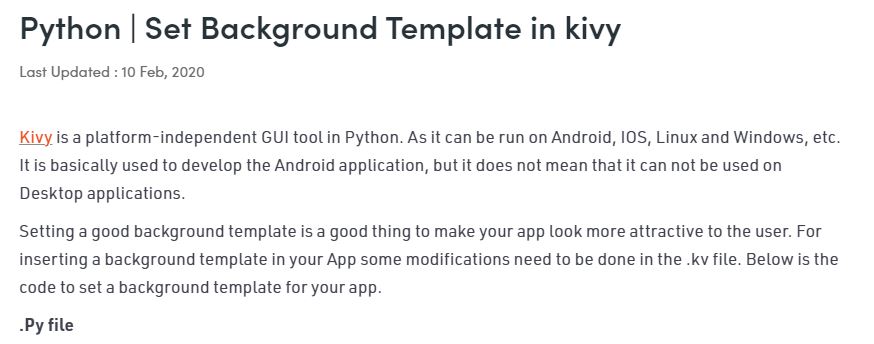 Python | Set Background Template in kivy
Last Updated : 10 Feb, 2020
Kivy is a platform-independent GUI tool in Python. As it can be run on Android, IOS, Linux and Windows, etc.
It is basically used to develop the Android application, but it does not mean that it can not be used on
Desktop applications.
Setting a good background template is a good thing to make your app look more attractive to the user. For
inserting a background template in your App some modifications need to be done in the .kv file. Below is the
code to set a background template for your app.
.Py file